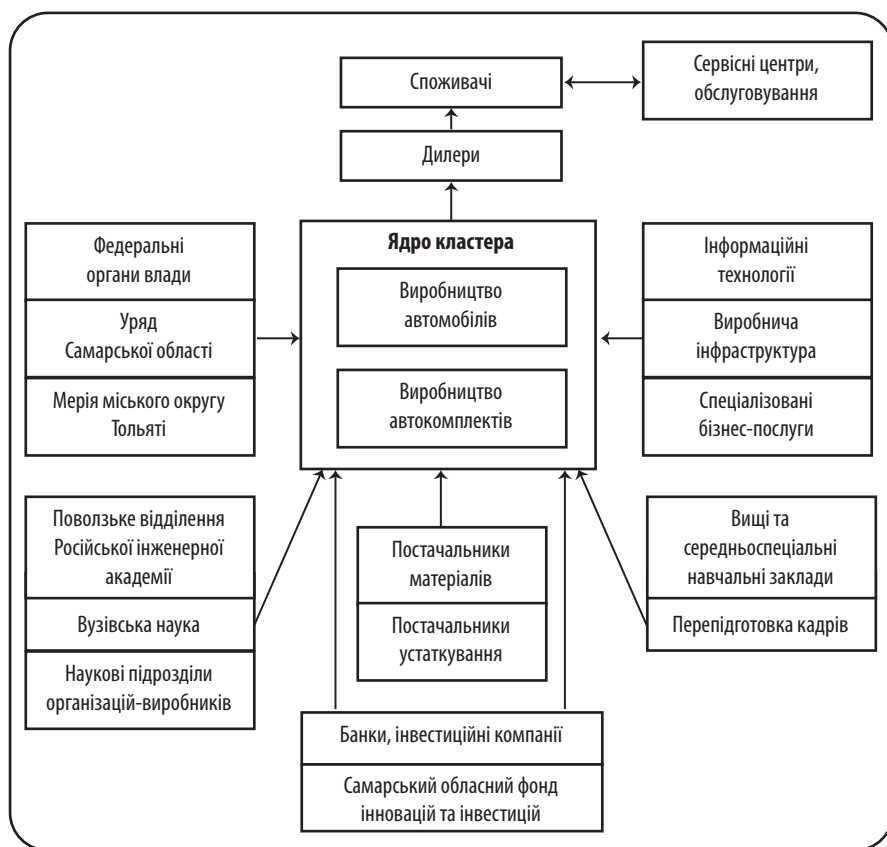 Споживачі
Сервісні центри,
обслуговування
Дилери
Федеральні
органи влади
Уряд
Самарської області
Мерія міського округу
Тольяті
Ядро кластера
Виробництво
автомобілів
Виробництво
автокомплектів
Інформаційні
технології
Виробнича
інфраструктура
Спеціалізовані
бізнес-послуги
Поволзьке відділення
Російської інженерної
академії
Вузівська наука
Наукові підрозділи
організацій-виробників
Постачальники
матеріалів
Постачальники
устаткування
Вищі та
середньоспеціальні
навчальні заклади
Перепідготовка кадрів
Банки, інвестиційні компанії
Самарський обласний фонд
інновацій та інвестицій